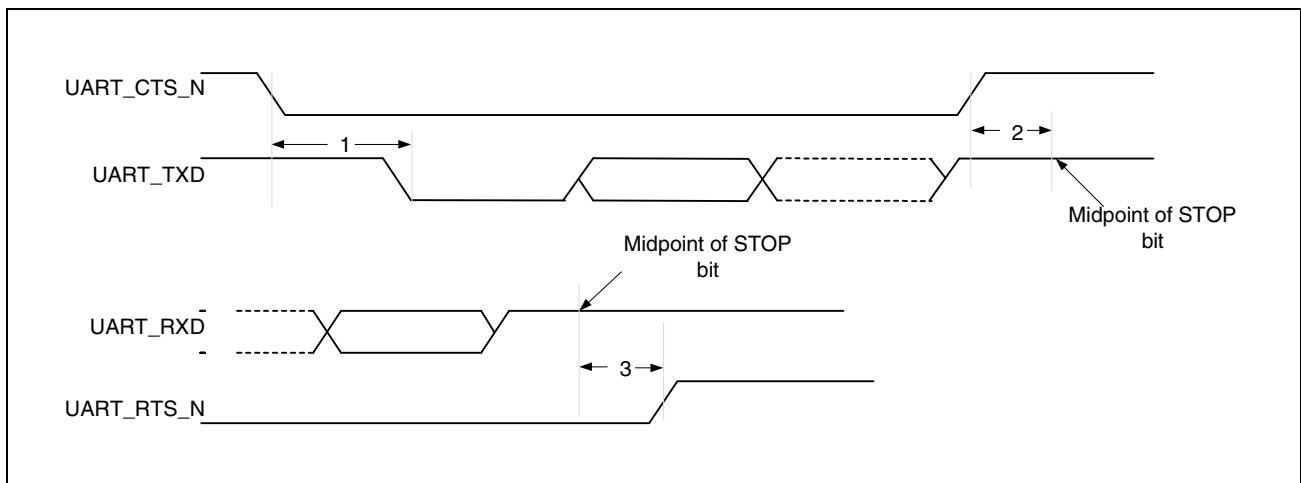 UART_CTS_N
1
2
UART_TXD
Midpoint of STOP
bit
Midpoint of STOP
bit
UART_RXD
3
UART_RTS_N